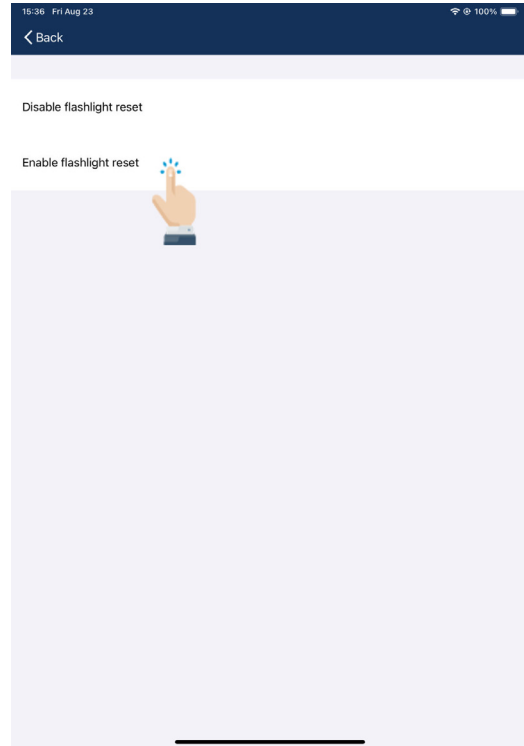 15:36 Fri Aug 23 100%
Back
Disable flashlight reset
Enable flashlight reset